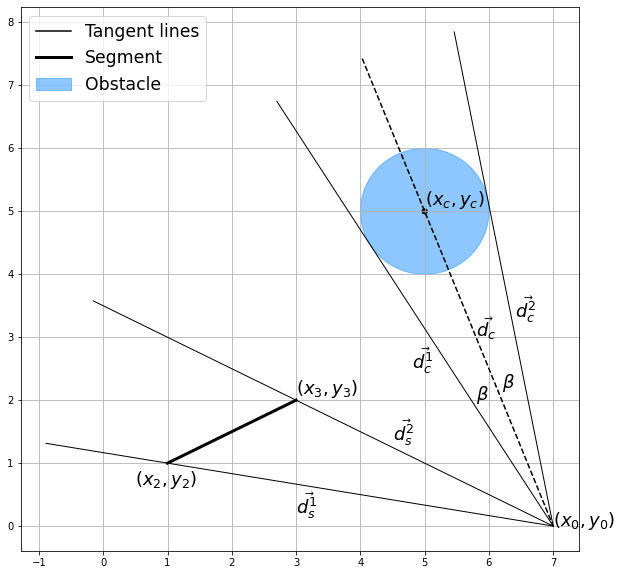 Tangent lines
Segment
Obstacle
8
7
6
5
4
3
2
1
0
$(x_c, y_c)$
$\vec{d_c^2}$
$\vec{d_c}$
$\vec{d_c^1}$
$\beta$
$\beta$
$(x_3, y_3)$
$\vec{d_s^2}$
$(x_2, y_2)$
$\vec{d_s^1}$
$(x_0, y_0)$
−1 0 1 2 3 4 5 6 7